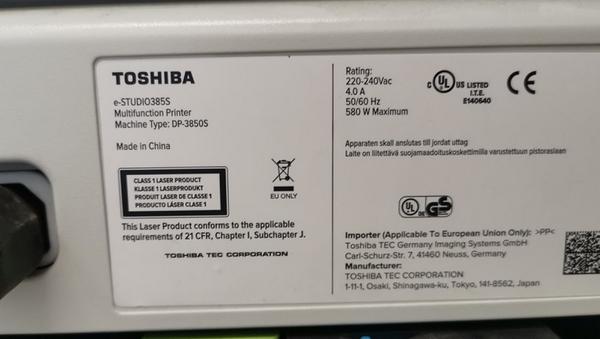 TOSHIBA
e-STUDIO385S
Multifunction Printer
Machine Type: DP-3850S
Made in China
CLASS 1 LASER PRODUCT
KLASSE 1 LASERPRODUKT
PRODUIT LASER DE CLASSE 1
PRODUCTO LÁSER CLASE 1
EU ONLY
This Laser Product conforms to the applicable
requirements of 21 CFR, Chapter I, Subchapter J.
TOSHIBA TEC CORPORATION
Rating:
220-240Vac
4.0 A
50/60 Hz
580 W Maximum
c UL US LISTED
I.T.E.
E140640
CE
Apparaten skall anslutas till jordat uttag
Laite on liitettävä suojamaadoituskoskettimilla varustettuun pistorasiaan
UL GS
Importer (Applicable To European Union Only): >PP<
Toshiba TEC Germany Imaging Systems GmbH
Carl-Schurz-Str. 7, 41460 Neuss, Germany
Manufacturer:
TOSHIBA TEC CORPORATION
1-11-1, Osaki, Shinagawa-ku, Tokyo, 141-8562, Japan